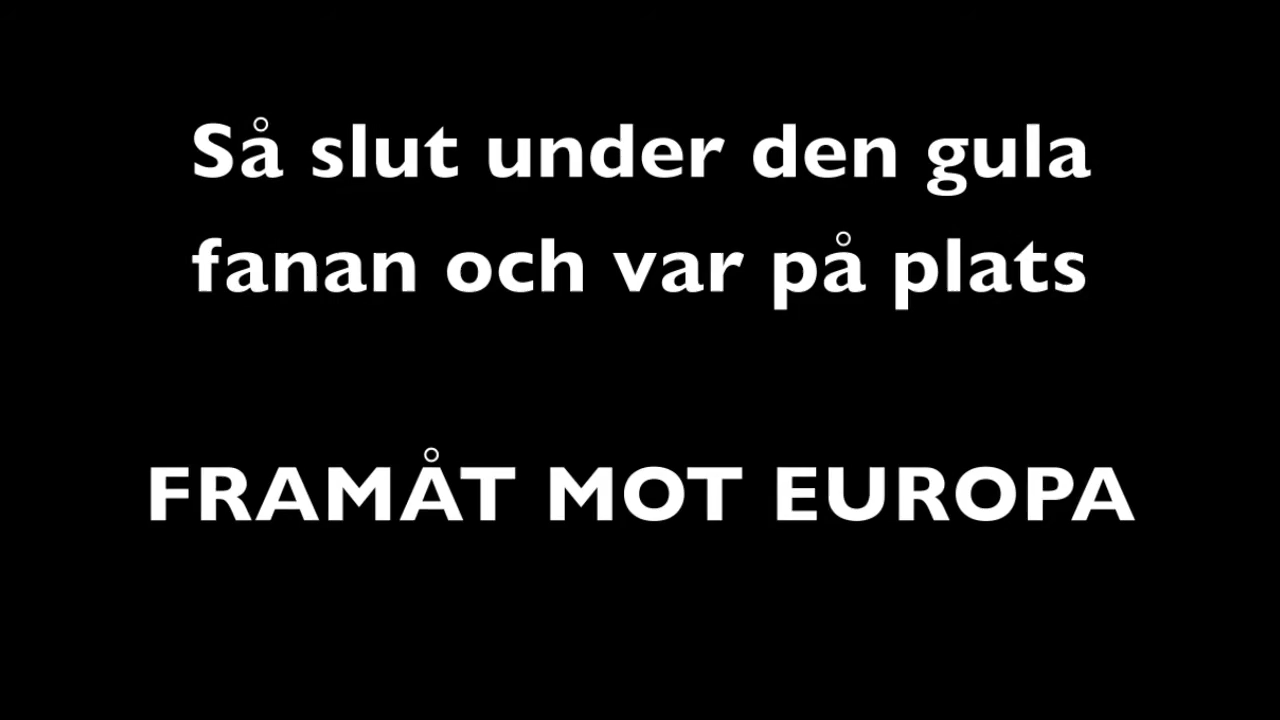 Så slut under den gula
fanan och var på plats
FRAMÅT MOT EUROPA